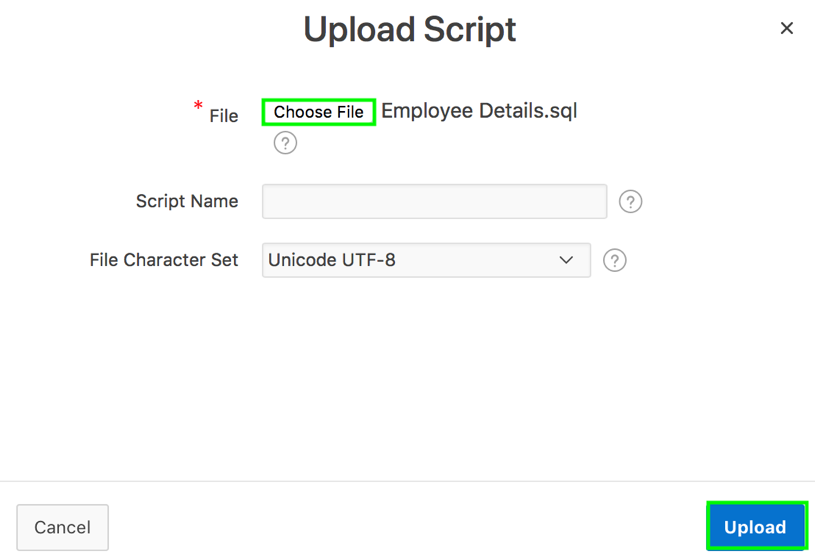 Upload Script
×
* File Choose File Employee Details.sql
?
Script Name ?
File Character Set Unicode UTF-8 ?
Cancel Upload